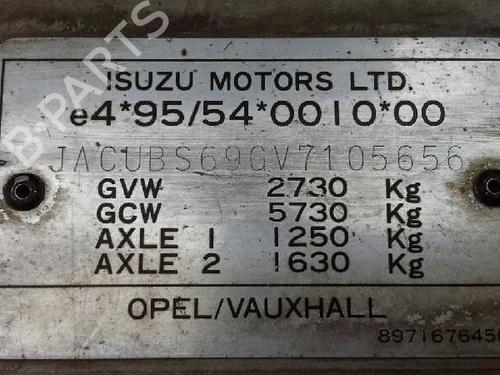 B-PARTS
ISUZU MOTORS LTD.
e4*95/54*0010*00
JACUBS69GV7105656
GVW 2730 Kg
GCW 5730 Kg
AXLE 1 1250 Kg
AXLE 2 1630 Kg
OPEL/VAUXHALL